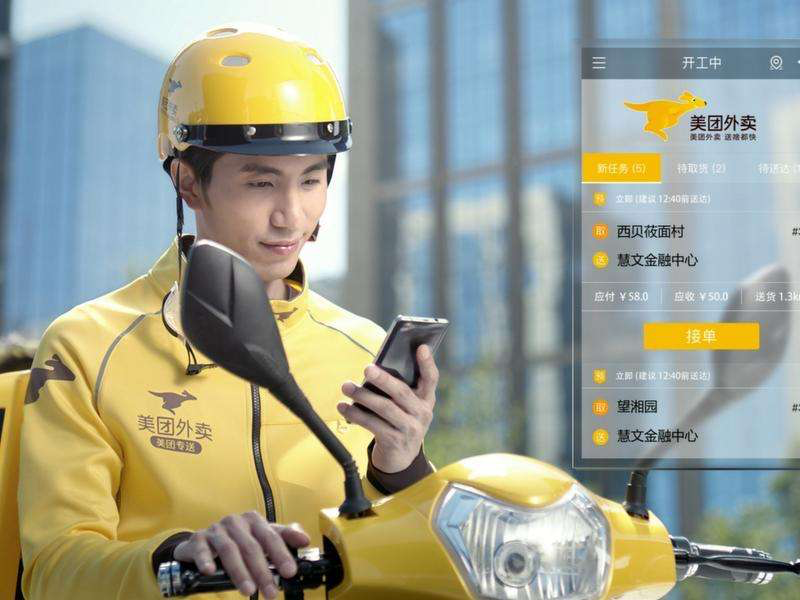 开工中
美团外卖
美团外卖 送啥都快
新任务 (5)
待取货 (2)
待送达
预 立即 (建议 12:40前送达)
取 西贝莜面村
送 慧文金融中心
应付 ¥58.0
应收 ¥50.0
送货 1.3k
接单
预 立即 (建议 12:40前送达)
取 望湘园
送 慧文金融中心
美团外卖
美团专送